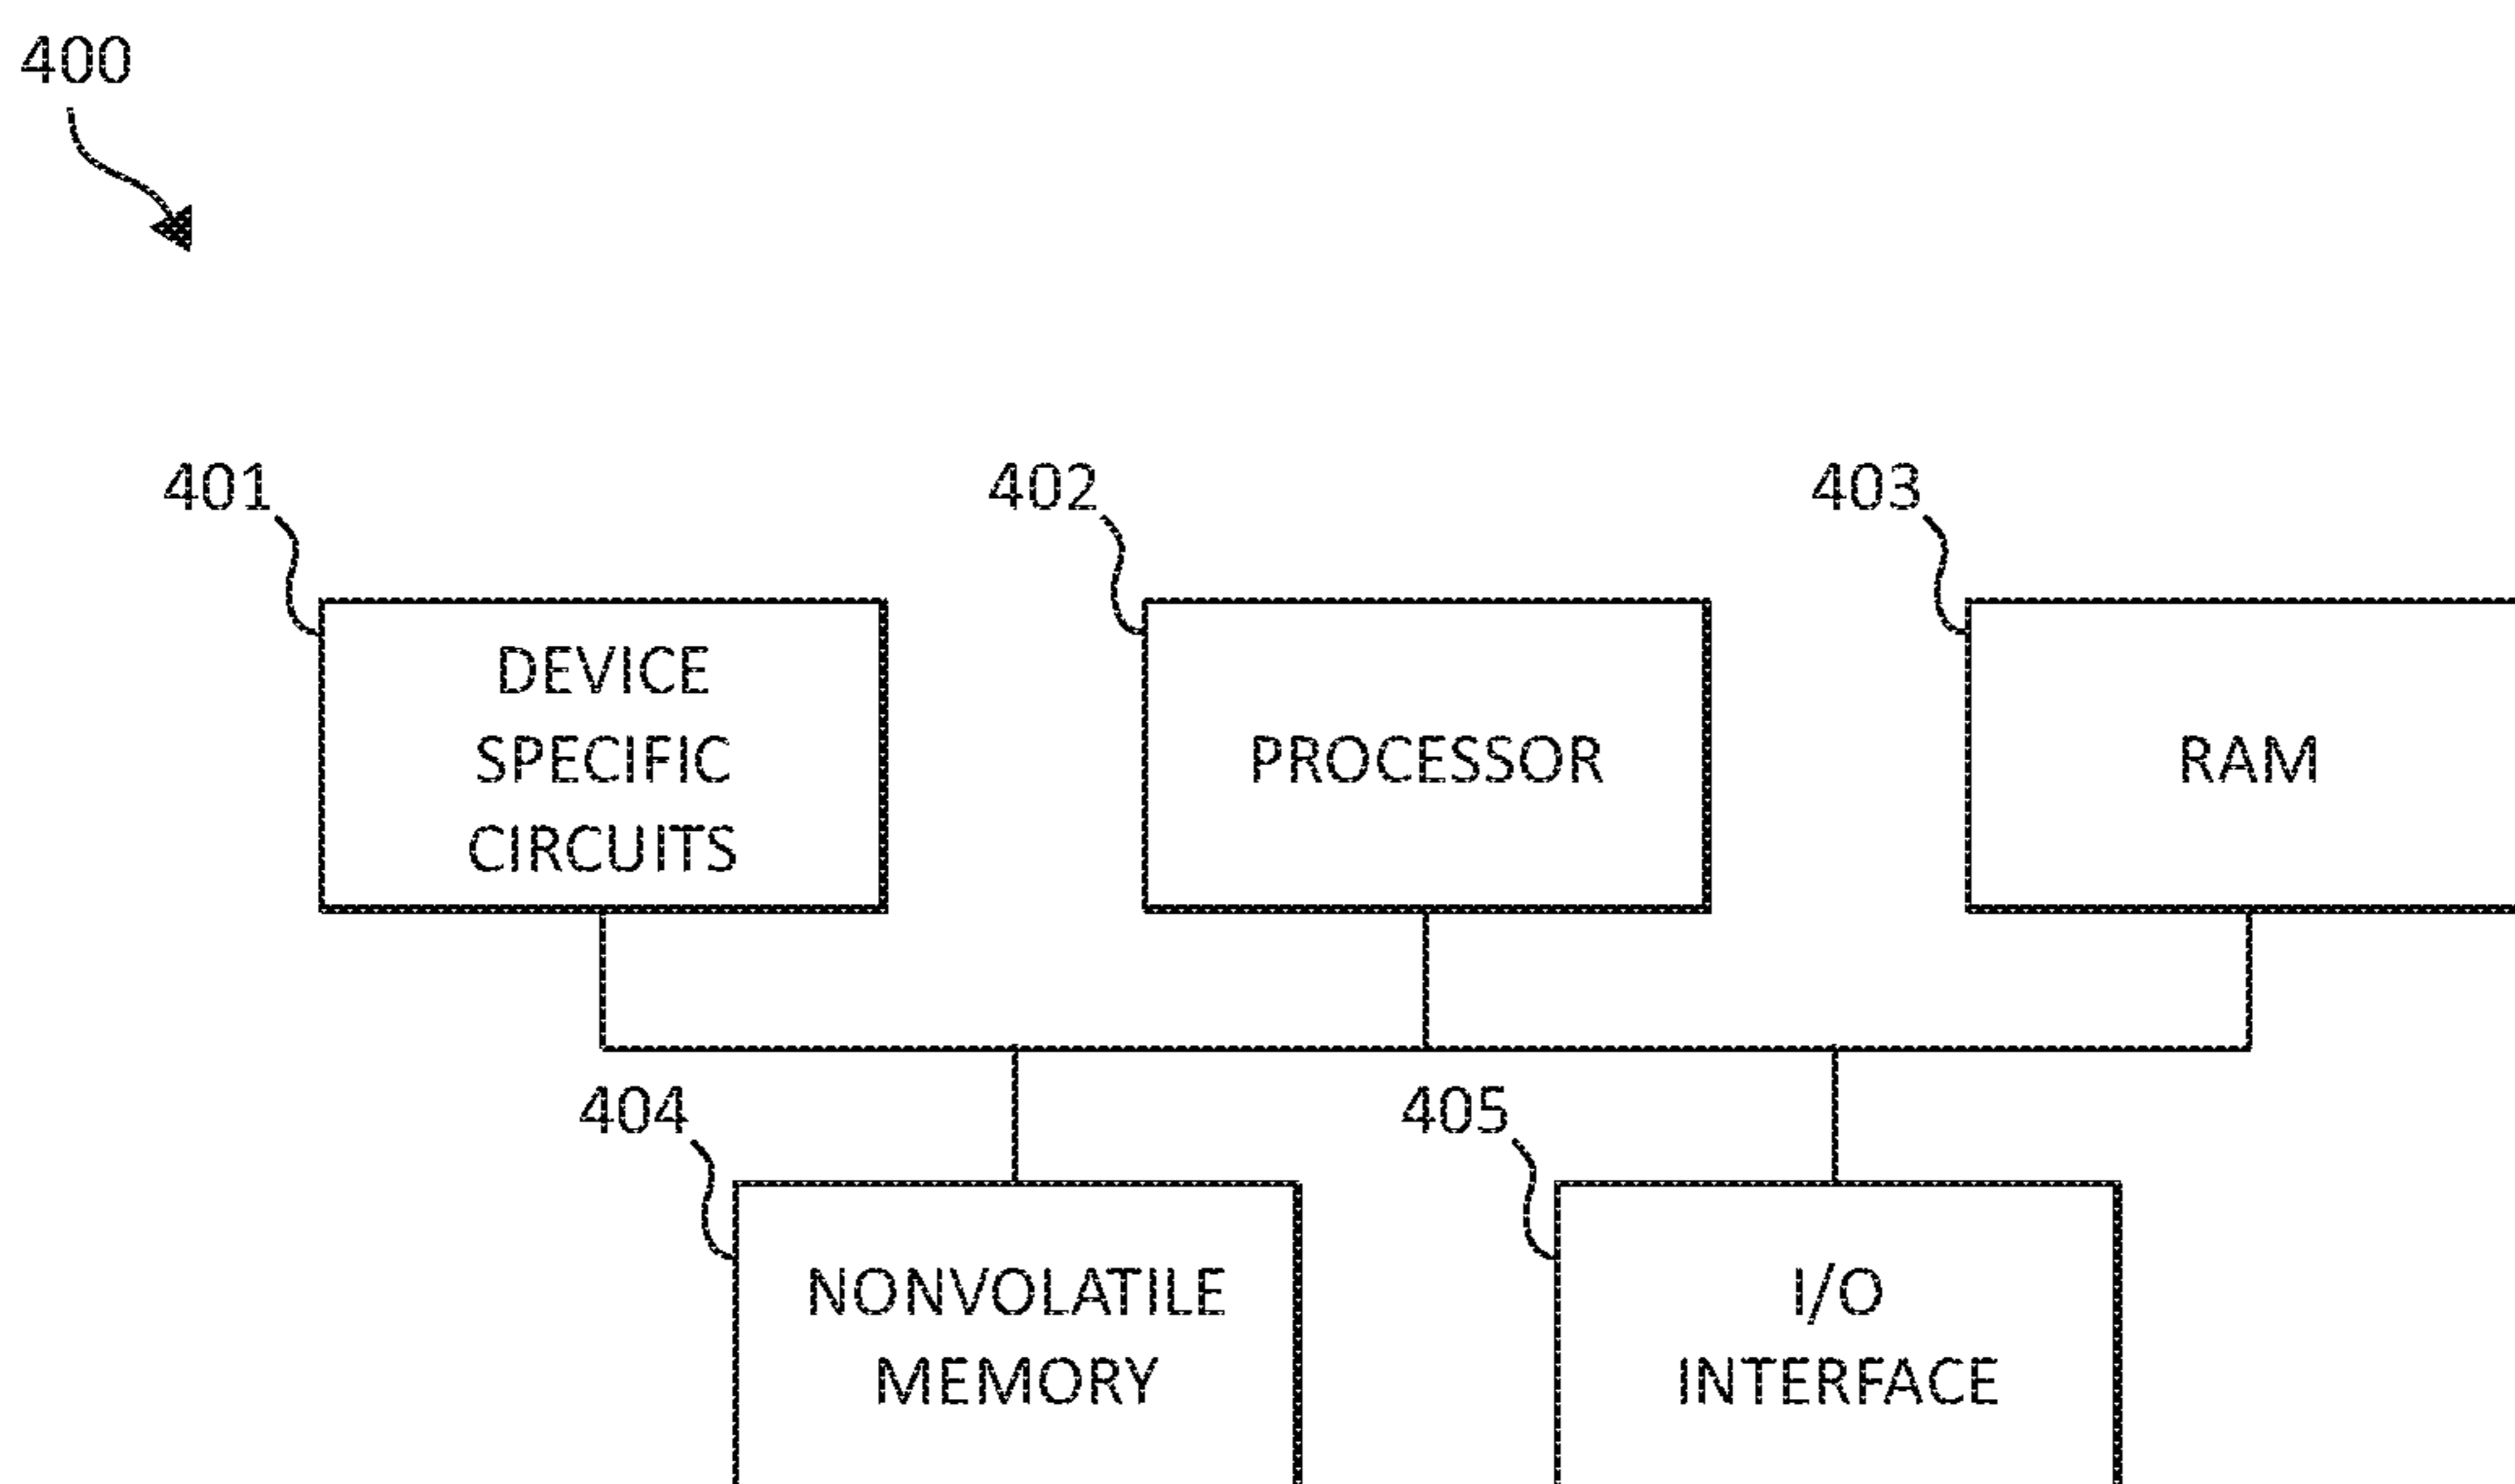 400
401
402
403
DEVICE
SPECIFIC
CIRCUITS
PROCESSOR
RAM
404
405
NONVOLATILE
MEMORY
I/O
INTERFACE